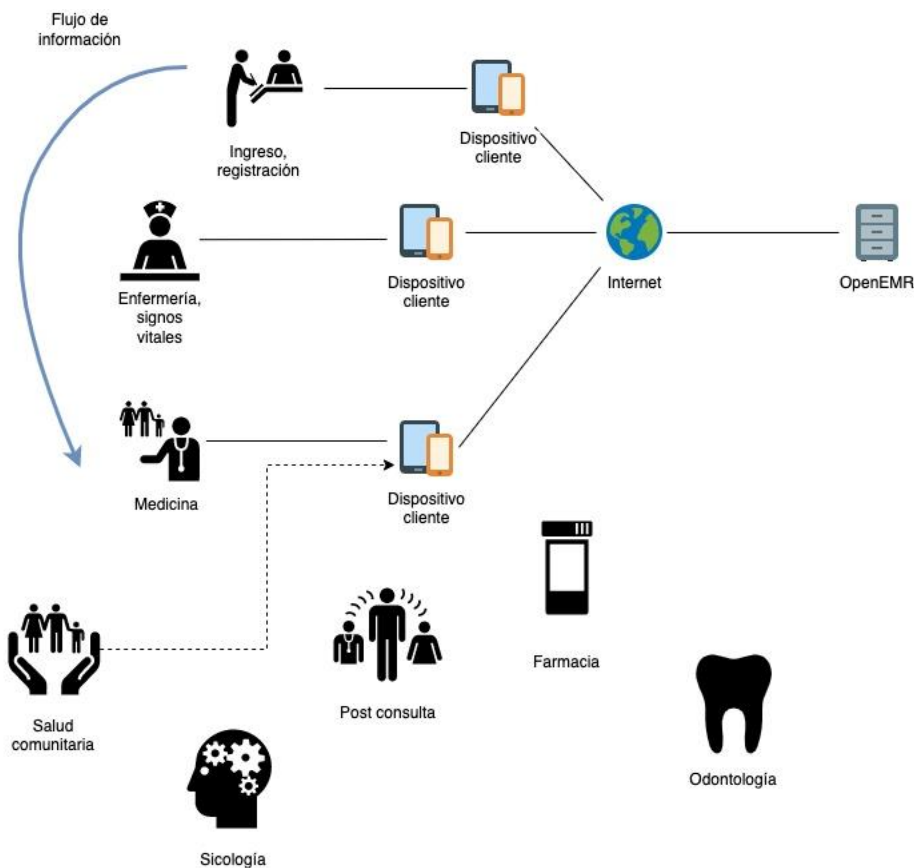 Flujo de
información
Ingreso,
registración
Dispositivo
cliente
Enfermería,
signos
vitales
Dispositivo
cliente
Internet
OpenEMR
Medicina
Dispositivo
cliente
Salud
comunitaria
Post consulta
Farmacia
Odontología
Sicología